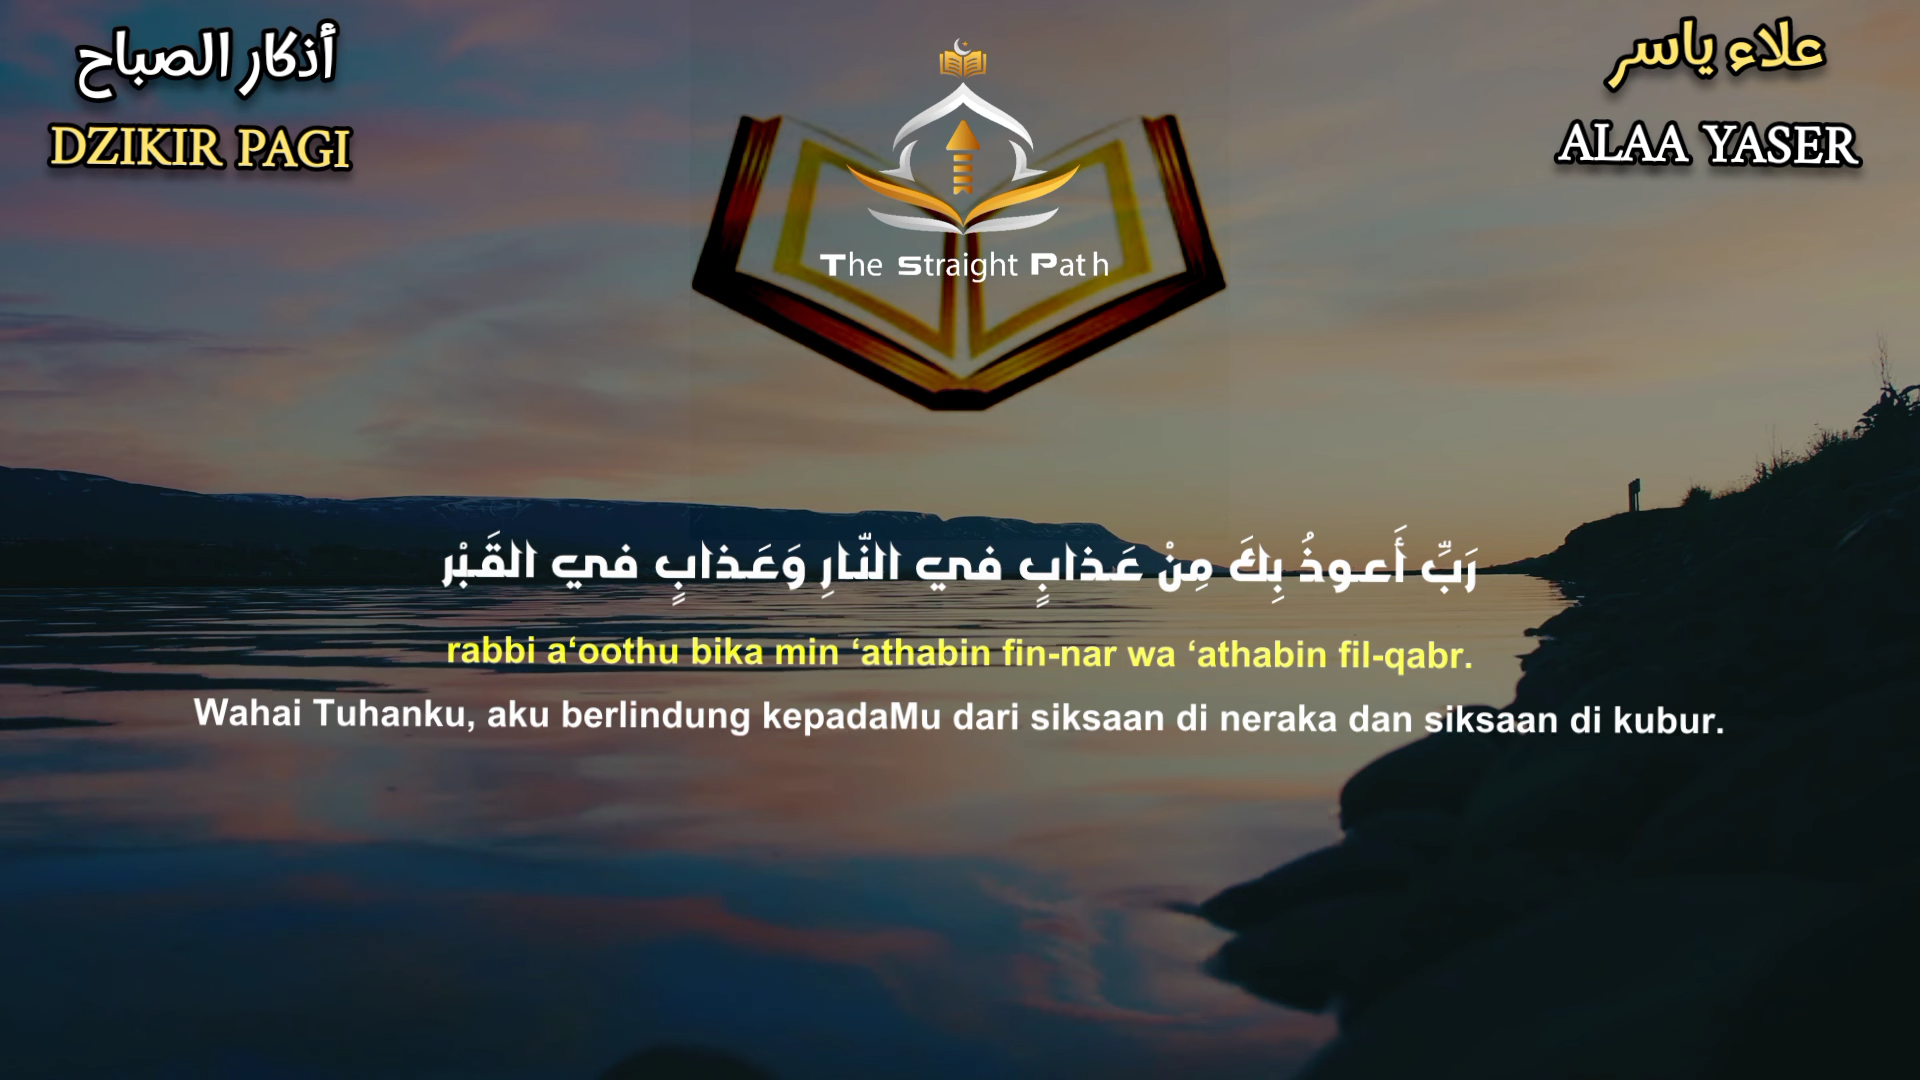 أذكار الصباح
DZIKIR PAGI
علاء ياسر
ALAA YASER
The Straight Path
رَبِّ أَعوذُ بِكَ مِنْ عَذابٍ في النّارِ وَعَذابٍ في القَبْر
rabbi a‘oothu bika min ‘athabin fin-nar wa ‘athabin fil-qabr.
Wahai Tuhanku, aku berlindung kepadaMu dari siksaan di neraka dan siksaan di kubur.